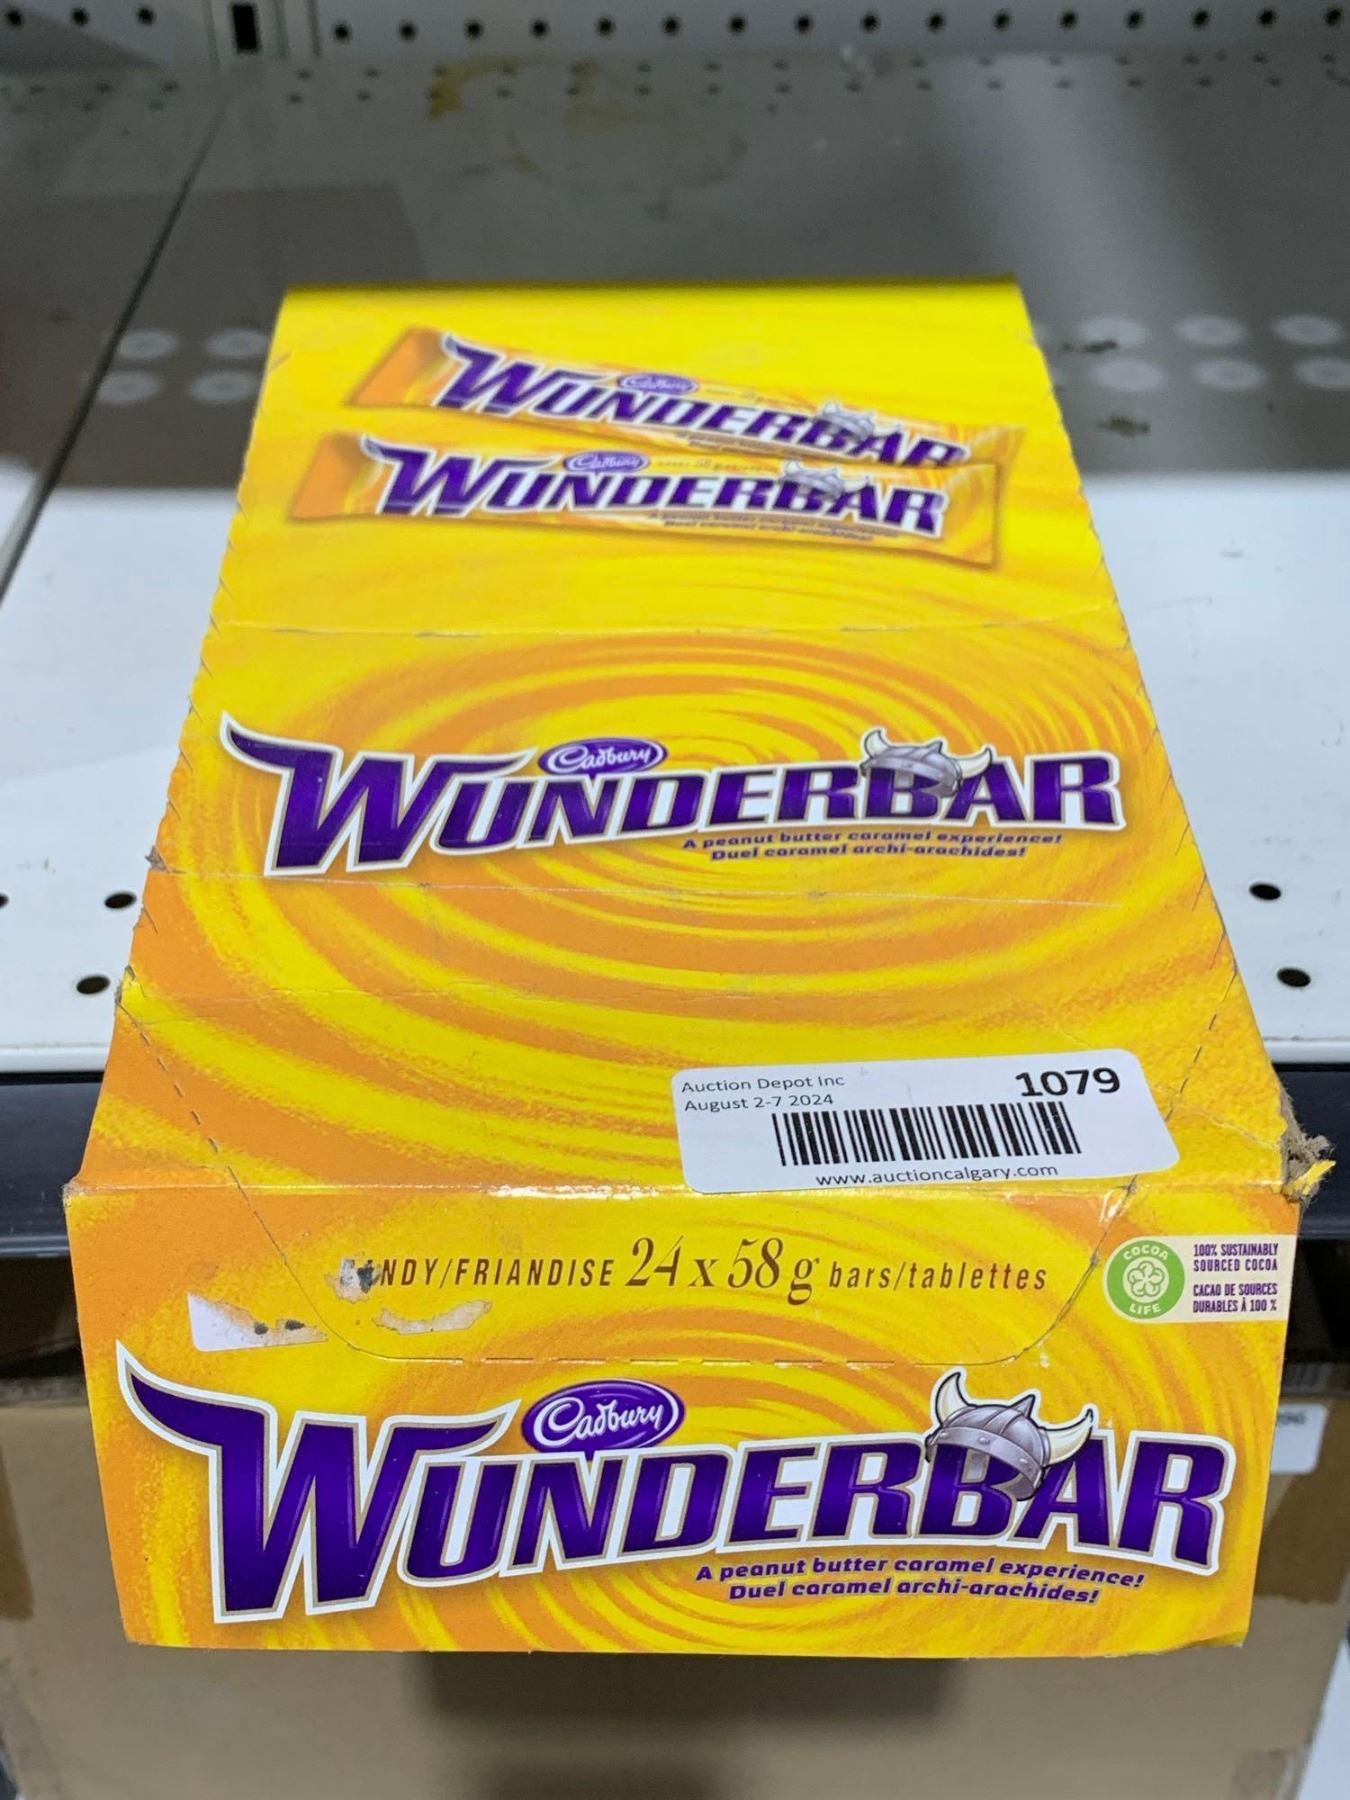 WUNDERBAR
Cadbury
WUNDERBAR
Cadbury
Cadbury
WUNDERBAR
A peanut butter caramel experience!
Duel caramel archi-arachides!
Auction Depot Inc
1079
August 2-7 2024
www.auctioncalgary.com
CANDY/FRIANDISE 24 x 58 g bars/tablettes
COCOA
LIFE
100% SUSTAINABLY
SOURCED COCOA
CACAO DE SOURCES
DURABLES À 100 %
Cadbury
WUNDERBAR
A peanut butter caramel experience!
Duel caramel archi-arachides!